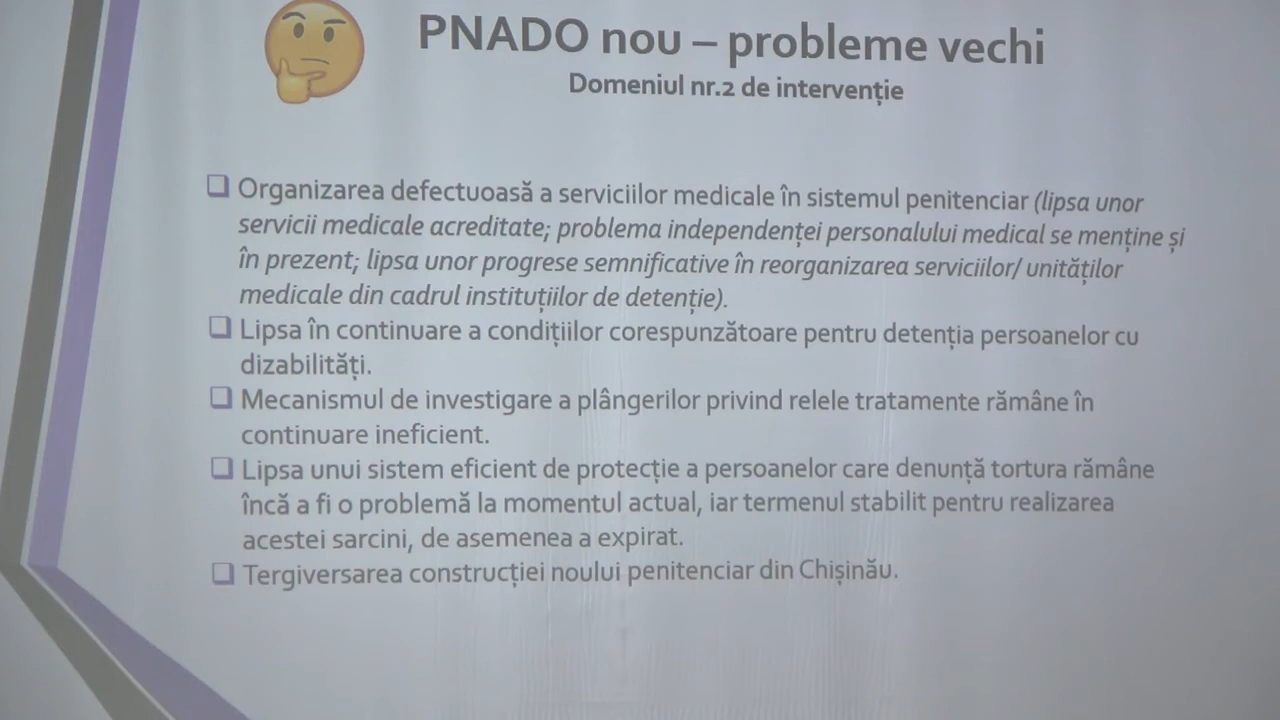 PNADO nou – probleme vechi
Domeniul nr.2 de intervenție
❑ Organizarea defectuoasă a serviciilor medicale în sistemul penitenciar (lipsa unor
servicii medicale acreditate; problema independenței personalului medical se menține și
în prezent; lipsa unor progrese semnificative în reorganizarea serviciilor/ unităților
medicale din cadrul instituțiilor de detenție).
❑ Lipsa în continuare a condițiilor corespunzătoare pentru detenția persoanelor cu
dizabilități.
❑ Mecanismul de investigare a plângerilor privind relele tratamente rămâne în
continuare ineficient.
❑ Lipsa unui sistem eficient de protecție a persoanelor care denunță tortura rămâne
încă a fi o problemă la momentul actual, iar termenul stabilit pentru realizarea
acestei sarcini, de asemenea a expirat.
❑ Tergiversarea construcției noului penitenciar din Chișinău.